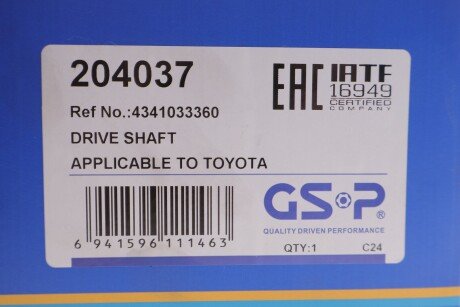 204037
Ref No.:4341033360
DRIVE SHAFT
APPLICABLE TO TOYOTA
6 941596 111463
EAC
IATF
16949
CERTIFIED
COMPANY
GSP®
QUALITY DRIVEN PERFORMANCE
QTY:1 C24